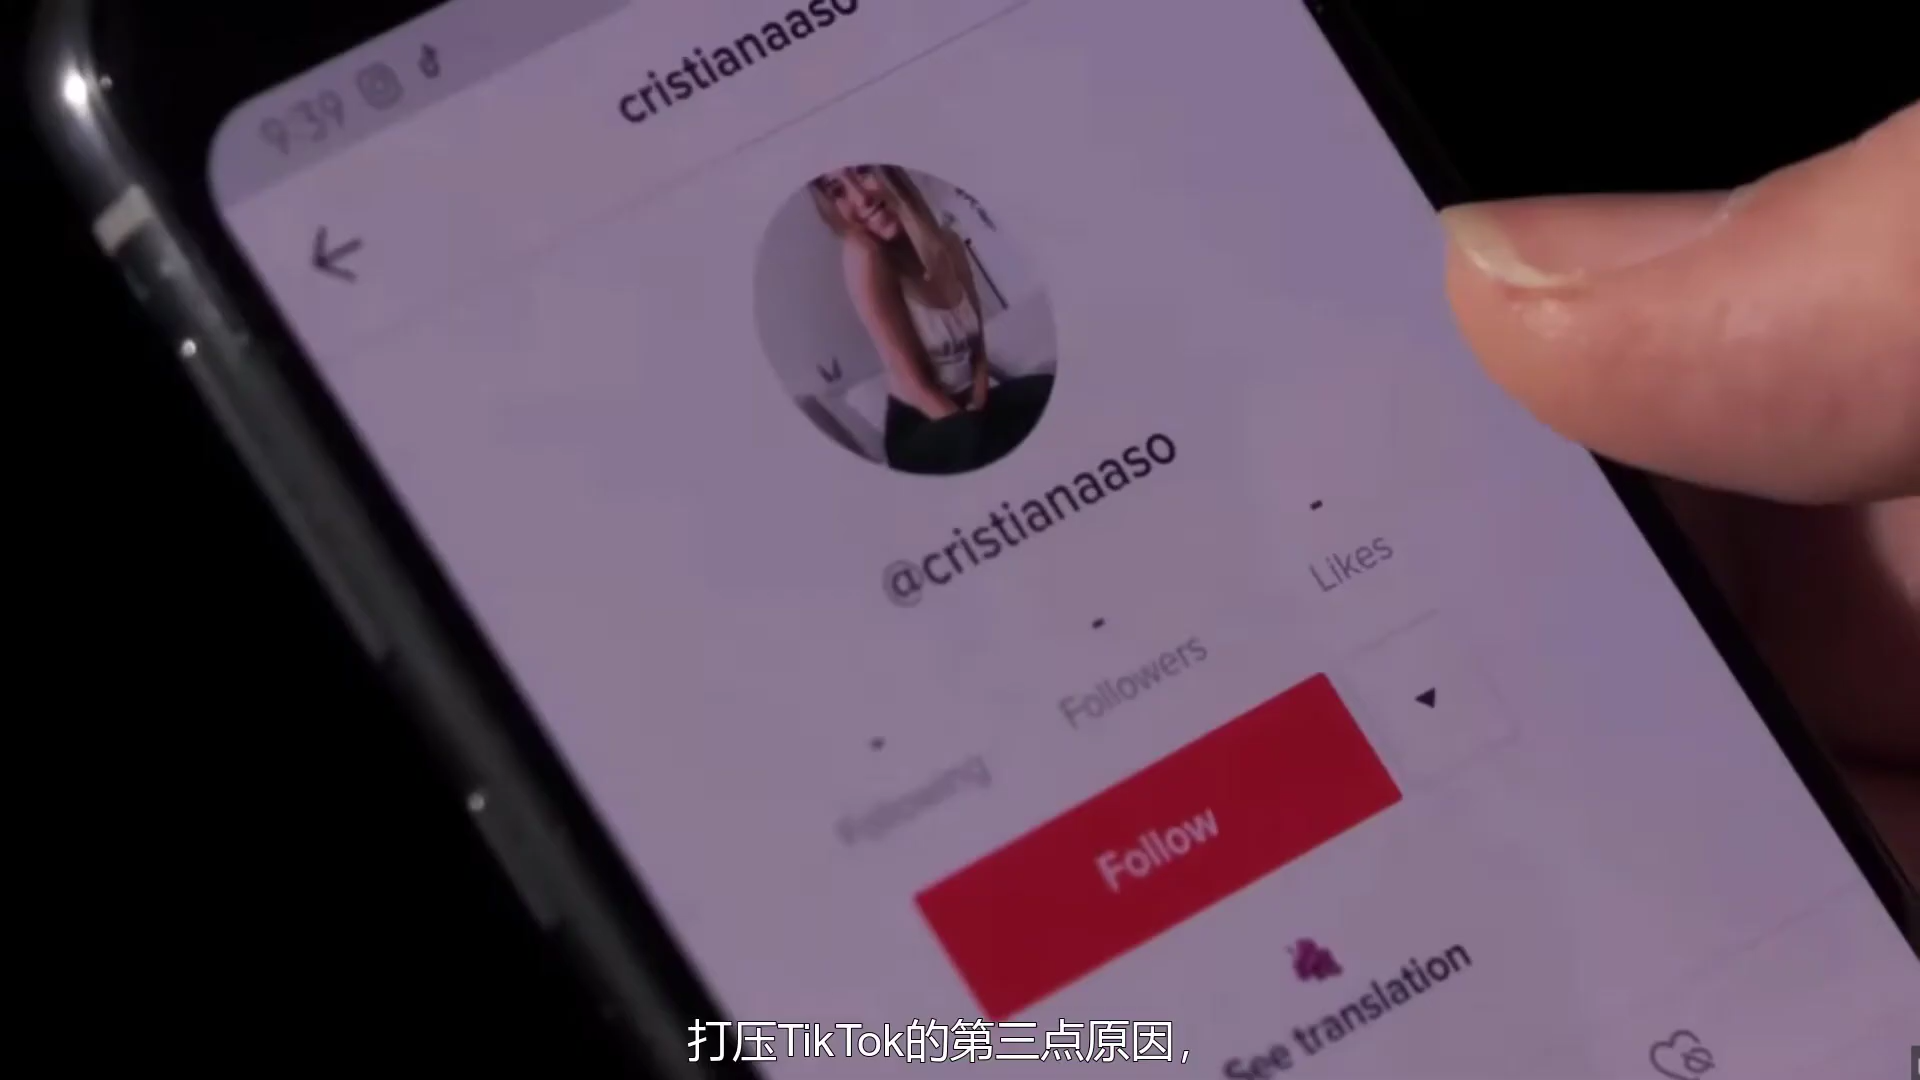 9:39
cristianaaso
@cristianaaso
-
Likes
-
Followers
-
Following
Follow
See translation
打压TikTok的第三点原因，